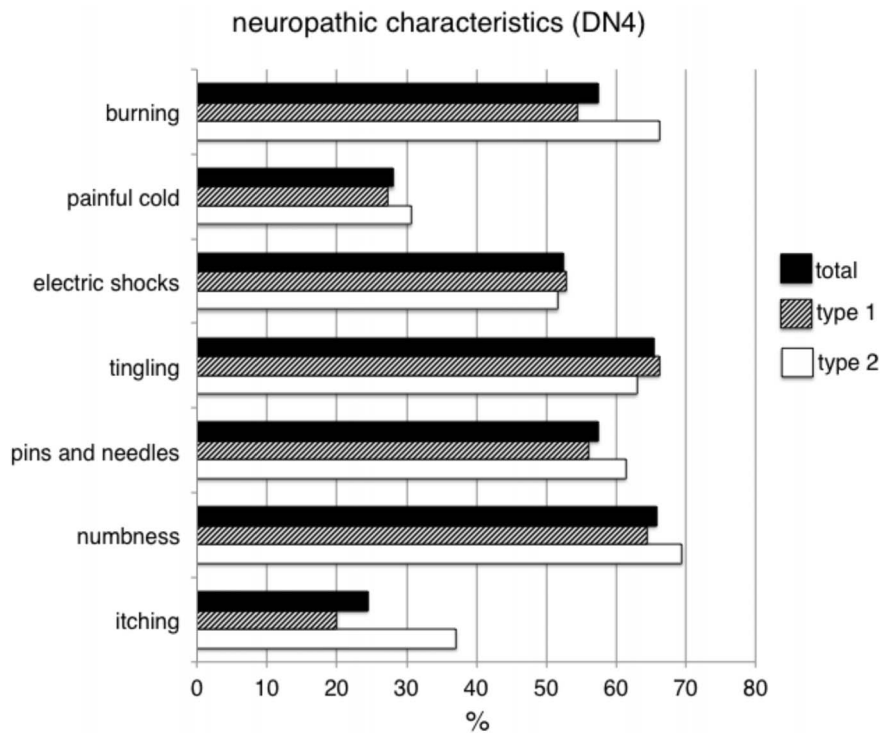 neuropathic characteristics (DN4)
burning
painful cold
electric shocks
tingling
pins and needles
numbness
itching
0 10 20 30 40 50 60 70 80
%
total
type 1
type 2